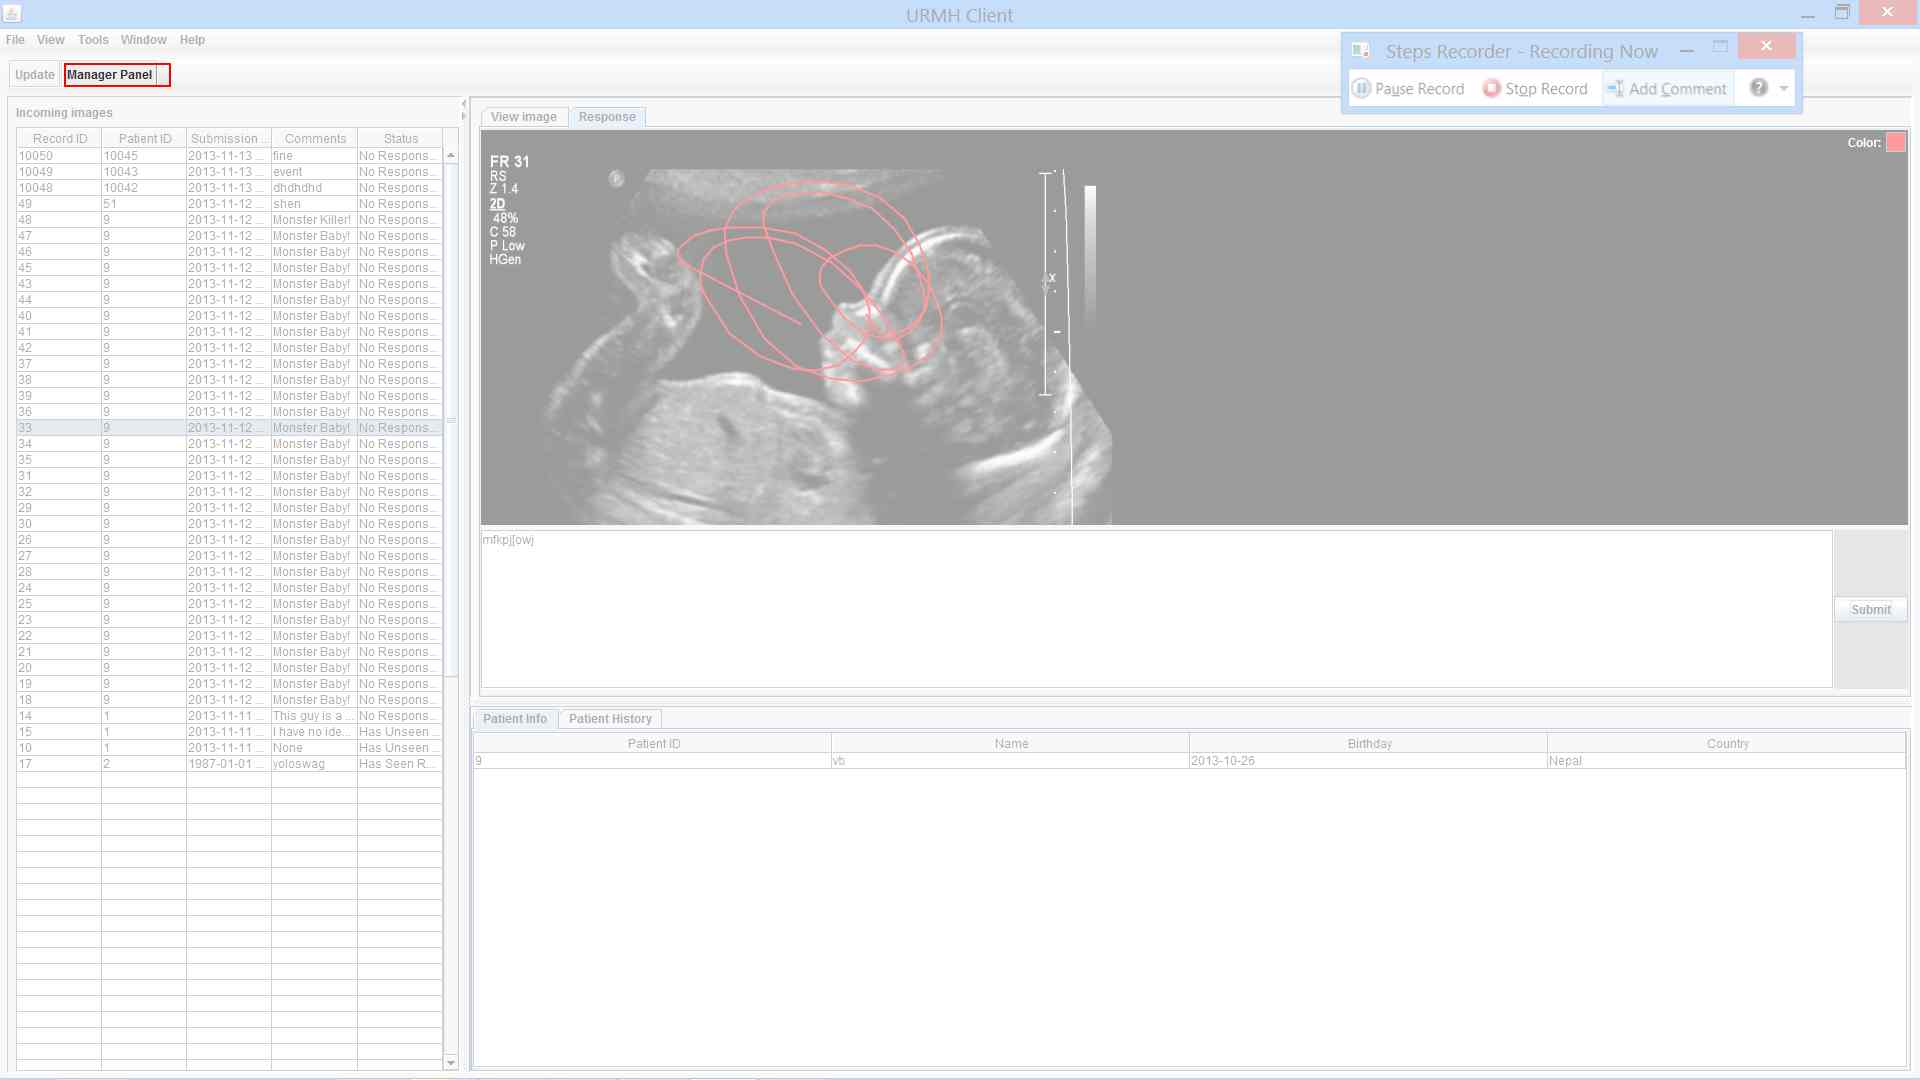 URMH Client
File View Tools Window Help
Steps Recorder - Recording Now
Pause Record Stop Record Add Comment ?
Update Manager Panel
Incoming images
View image Response
Record ID Patient ID Submission ... Comments Status
10050 10045 2013-11-13 ... fine No Respons...
10049 10043 2013-11-13 ... event No Respons...
10048 10042 2013-11-13 ... dhdhdhd No Respons...
49 51 2013-11-12 ... shen No Respons...
48 9 2013-11-12 ... Monster Killer! No Respons...
47 9 2013-11-12 ... Monster Baby! No Respons...
46 9 2013-11-12 ... Monster Baby! No Respons...
45 9 2013-11-12 ... Monster Baby! No Respons...
43 9 2013-11-12 ... Monster Baby! No Respons...
44 9 2013-11-12 ... Monster Baby! No Respons...
40 9 2013-11-12 ... Monster Baby! No Respons...
41 9 2013-11-12 ... Monster Baby! No Respons...
42 9 2013-11-12 ... Monster Baby! No Respons...
37 9 2013-11-12 ... Monster Baby! No Respons...
38 9 2013-11-12 ... Monster Baby! No Respons...
39 9 2013-11-12 ... Monster Baby! No Respons...
36 9 2013-11-12 ... Monster Baby! No Respons...
33 9 2013-11-12 ... Monster Baby! No Respons...
34 9 2013-11-12 ... Monster Baby! No Respons...
35 9 2013-11-12 ... Monster Baby! No Respons...
31 9 2013-11-12 ... Monster Baby! No Respons...
32 9 2013-11-12 ... Monster Baby! No Respons...
29 9 2013-11-12 ... Monster Baby! No Respons...
30 9 2013-11-12 ... Monster Baby! No Respons...
26 9 2013-11-12 ... Monster Baby! No Respons...
27 9 2013-11-12 ... Monster Baby! No Respons...
28 9 2013-11-12 ... Monster Baby! No Respons...
24 9 2013-11-12 ... Monster Baby! No Respons...
25 9 2013-11-12 ... Monster Baby! No Respons...
23 9 2013-11-12 ... Monster Baby! No Respons...
22 9 2013-11-12 ... Monster Baby! No Respons...
21 9 2013-11-12 ... Monster Baby! No Respons...
20 9 2013-11-12 ... Monster Baby! No Respons...
19 9 2013-11-12 ... Monster Baby! No Respons...
18 9 2013-11-12 ... Monster Baby! No Respons...
14 1 2013-11-11 ... This guy is a ... No Respons...
15 1 2013-11-11 ... I have no ide... Has Unseen ...
10 1 2013-11-11 ... None Has Unseen ...
17 2 1987-01-01 ... yoloswag Has Seen R...
Color:
FR 31
RS
Z 1.4
2D
48%
C 58
P Low
HGen
P
X
Submit
Patient Info Patient History
Patient ID Name Birthday Country
9 vb 2013-10-26 Nepal